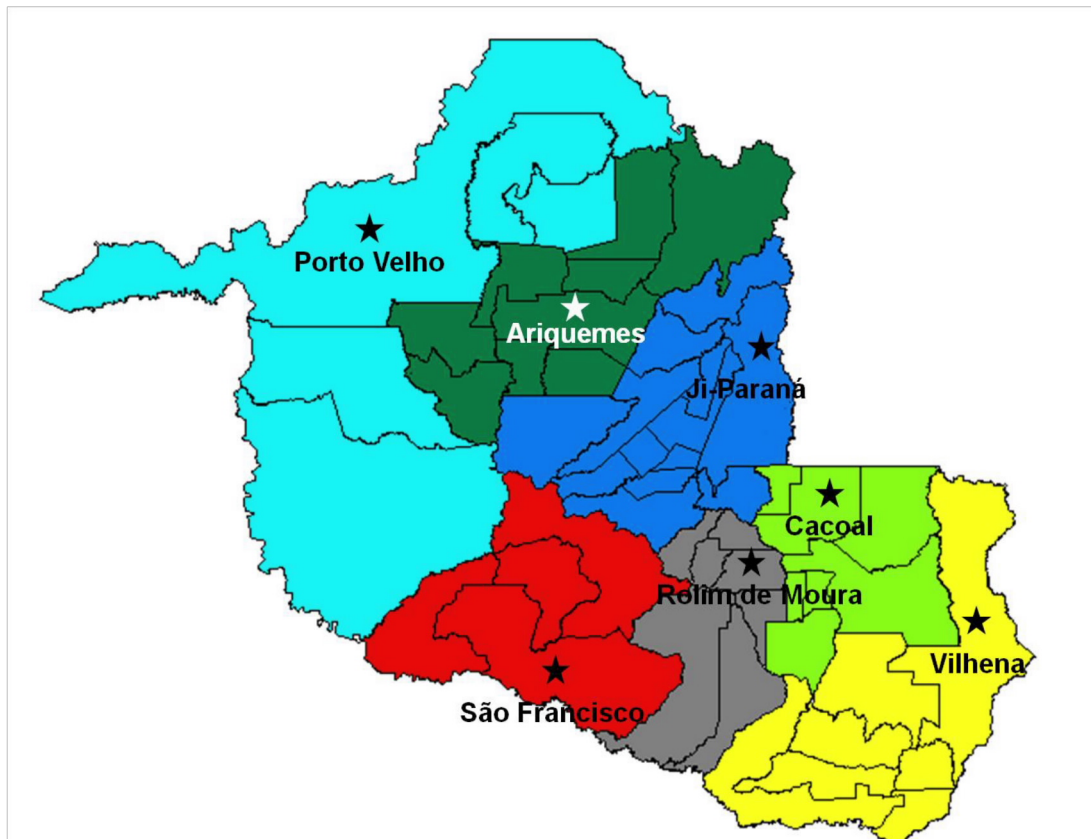 Porto Velho
Ariquemes
Ji-Paraná
Cacoal
Rolim de Moura
Vilhena
São Francisco